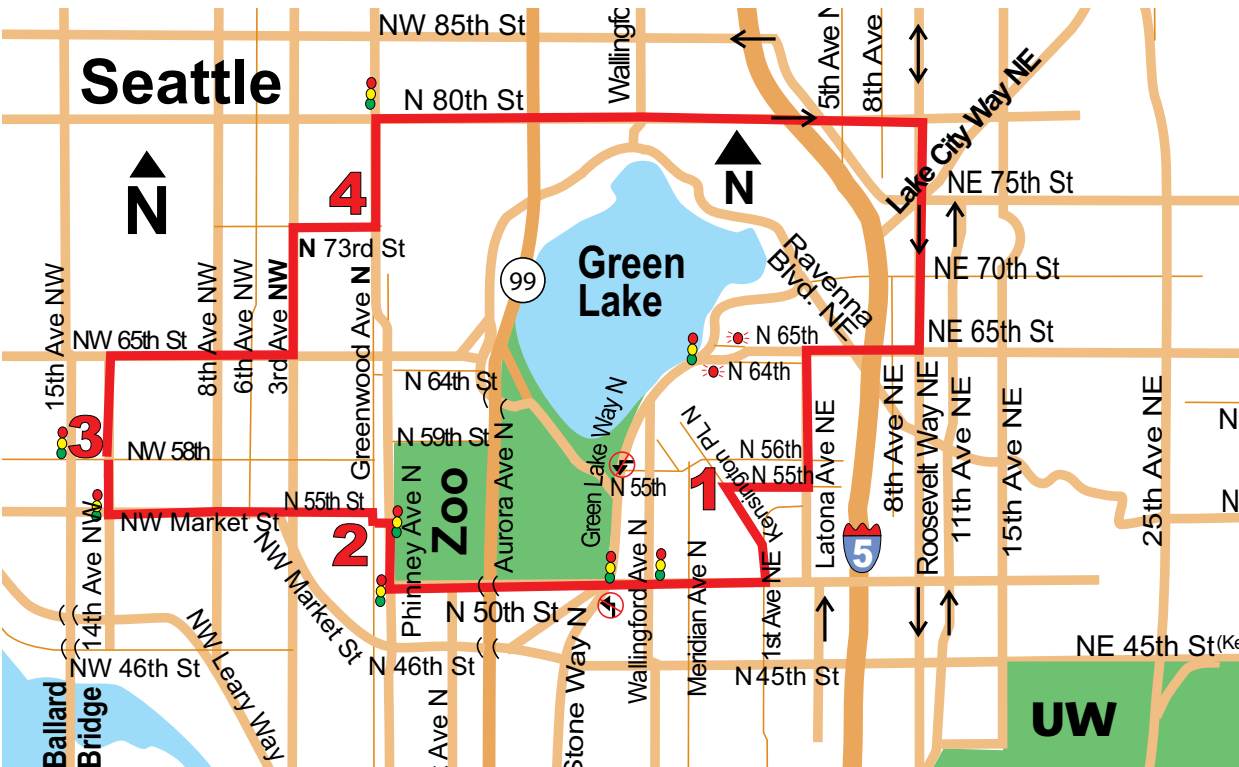 NW 85th St
Wallingf
5th Ave N
8th Ave
Seattle
N 80th St
Lake City Way NE
N
4
N
NE 75th St
N 73rd St
Green
Lake
Ravenna
Blvd. NE
99
NE 70th St
15th Ave NW
8th Ave NW
6th Ave NW
3rd Ave NW
Greenwood Ave N
NW 65th St
N 65th
NE 65th St
N 64th St
N 64th
Green Lake Way N
Kensington PL N
Latona Ave NE
8th Ave NE
Roosevelt Way NE
11th Ave NE
15th Ave NE
25th Ave NE
N
3
NW 58th
N 59th St
N 56th
N 55th
N 55th
1
N
N 55th St
NW Market St
2
Zoo
Phinney Ave N
Aurora Ave N
5
14th Ave NW
NW Market St
N 50th St
Stone Way N
Wallingford Ave N
Meridian Ave N
1st Ave NE
NW Leary Way
NW 46th St
N 46th St
N 45th St
NE 45th St (Ke
Ballard
Bridge
Ave N
UW